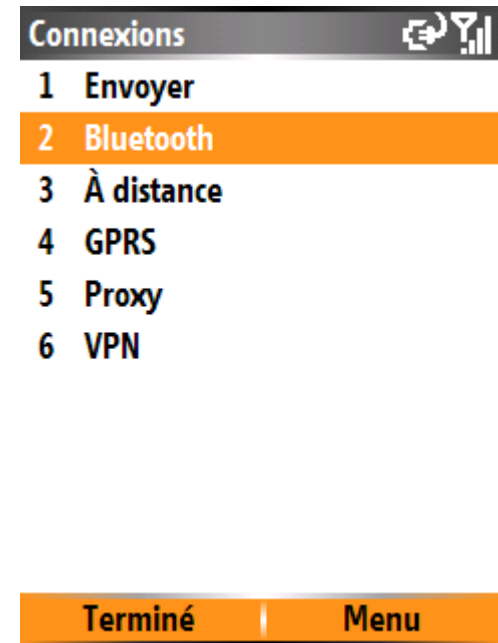 Connexions
1 Envoyer
2 Bluetooth
3 À distance
4 GPRS
5 Proxy
6 VPN
Terminé Menu